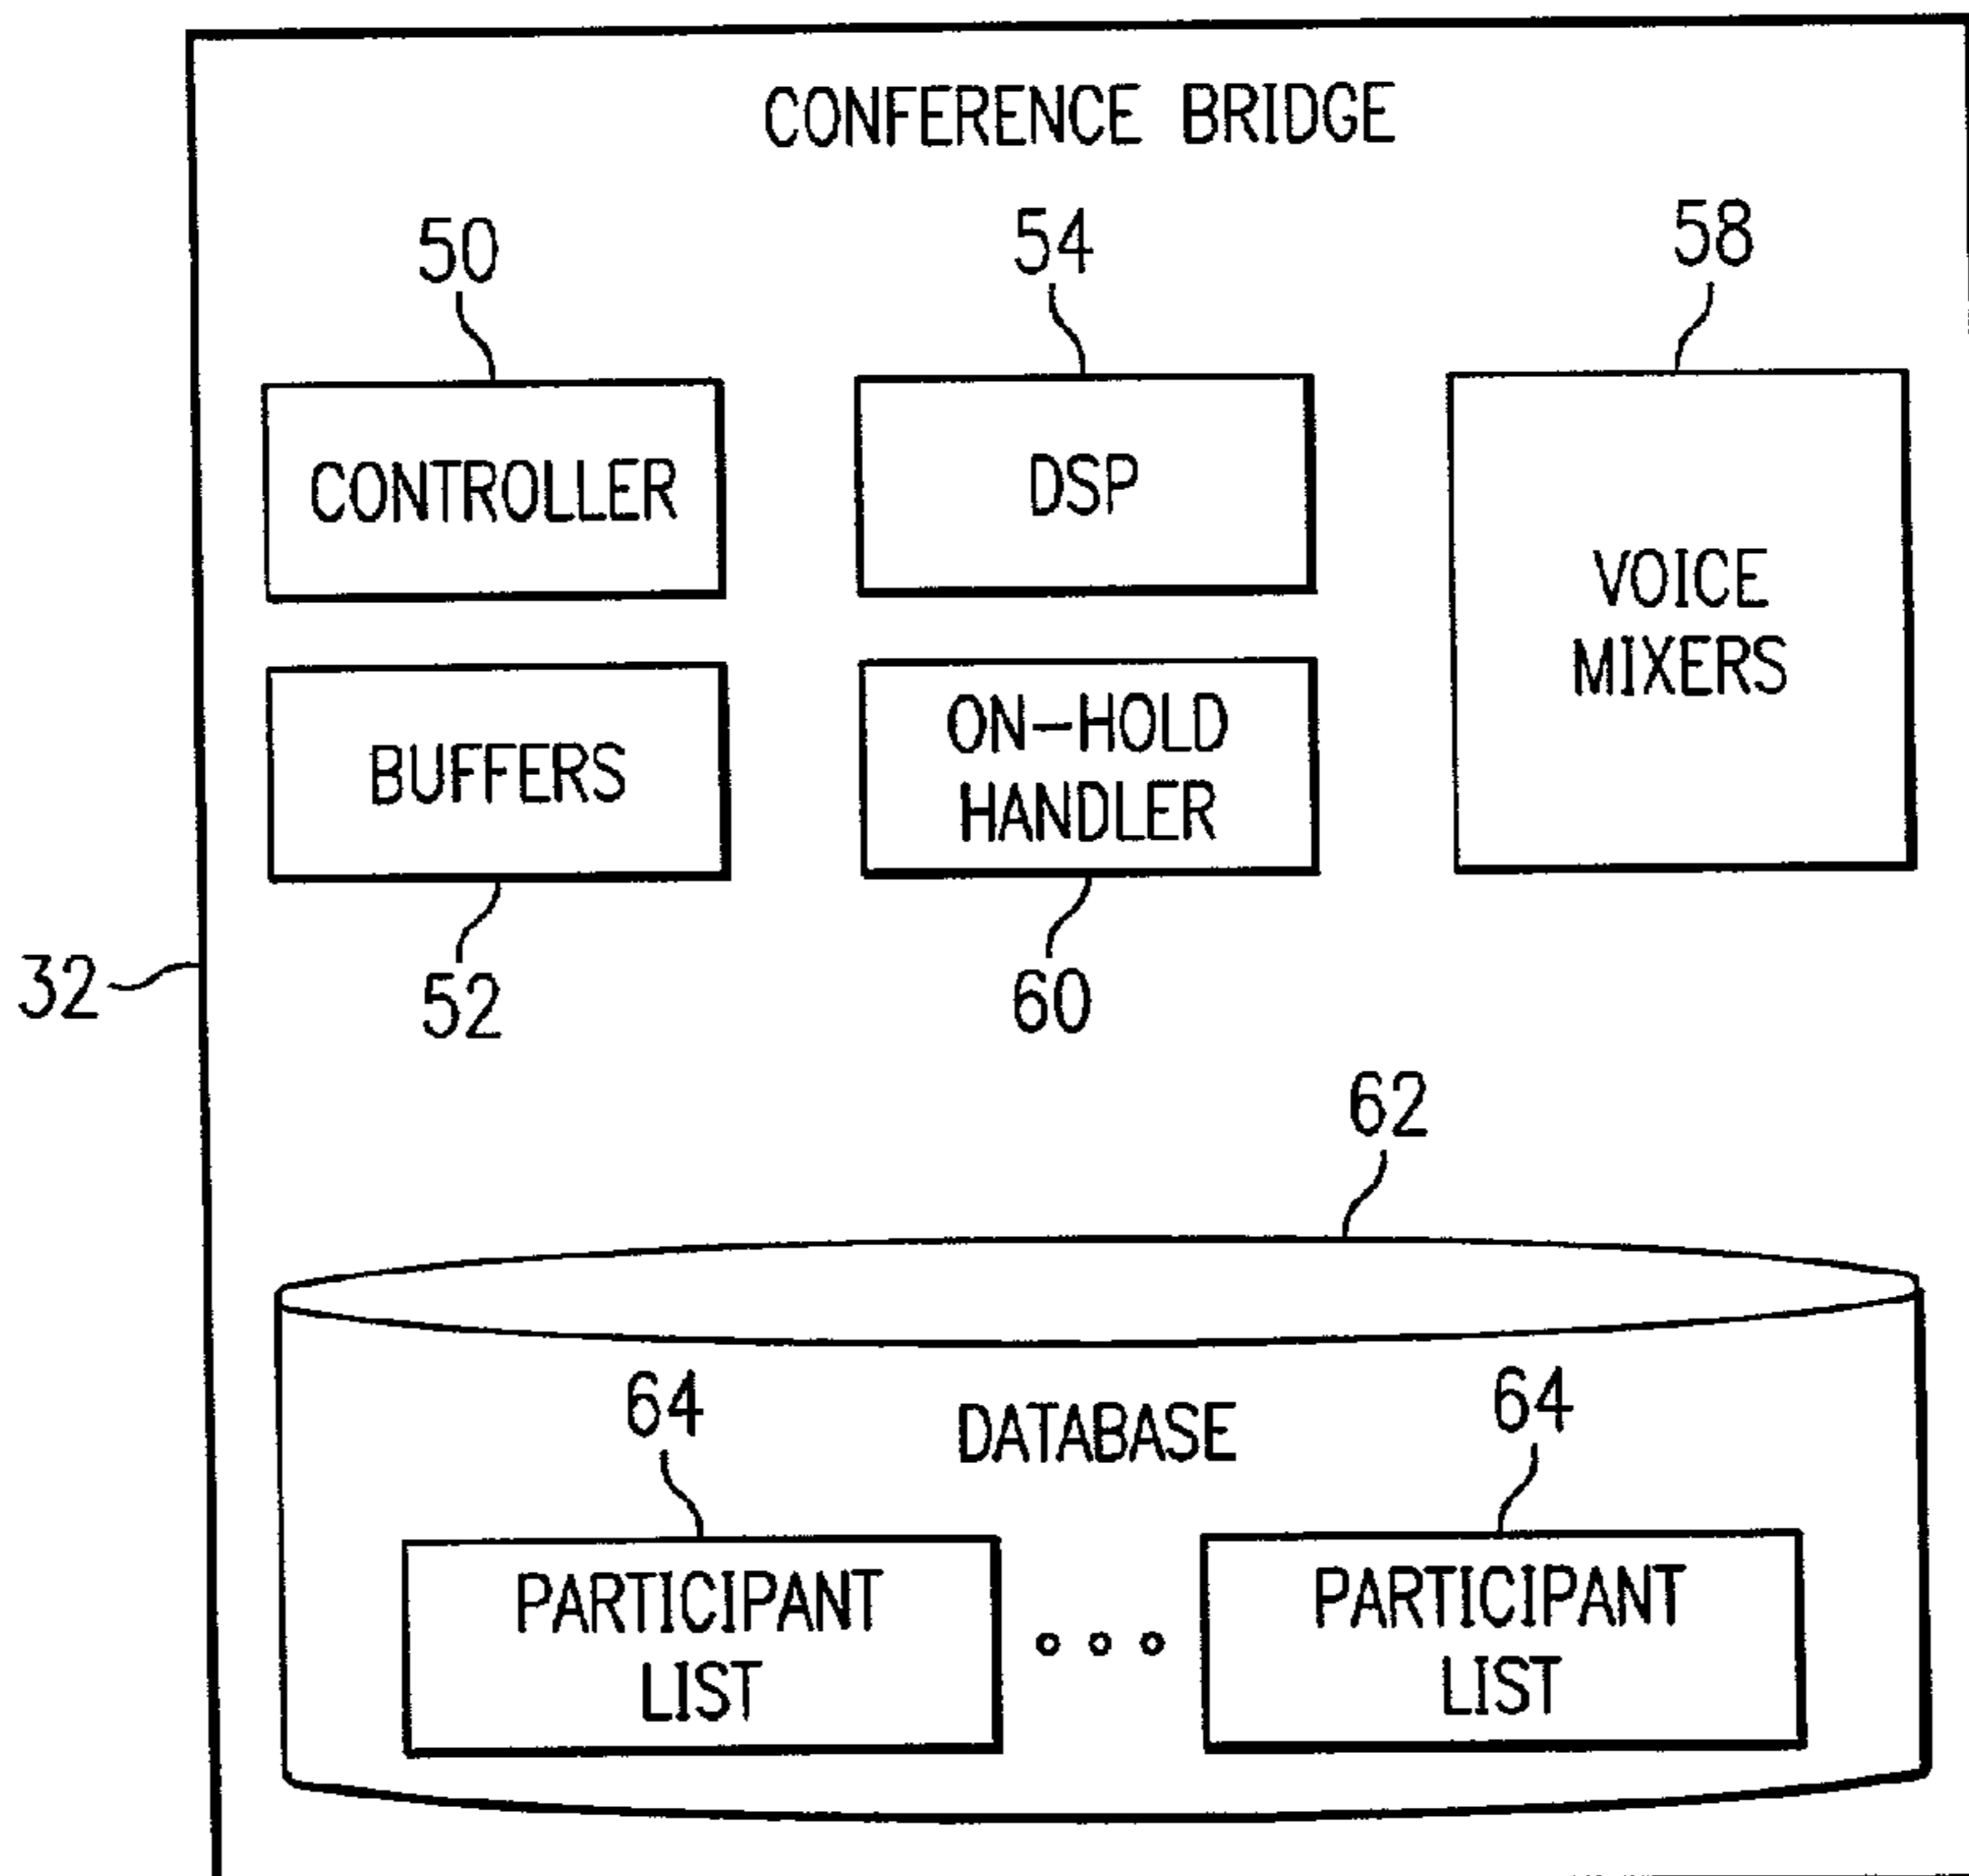 CONFERENCE BRIDGE
50
54
58
CONTROLLER
DSP
VOICE
MIXERS
BUFFERS
ON-HOLD
HANDLER
32
52
60
62
64
DATABASE
64
PARTICIPANT
LIST
PARTICIPANT
LIST